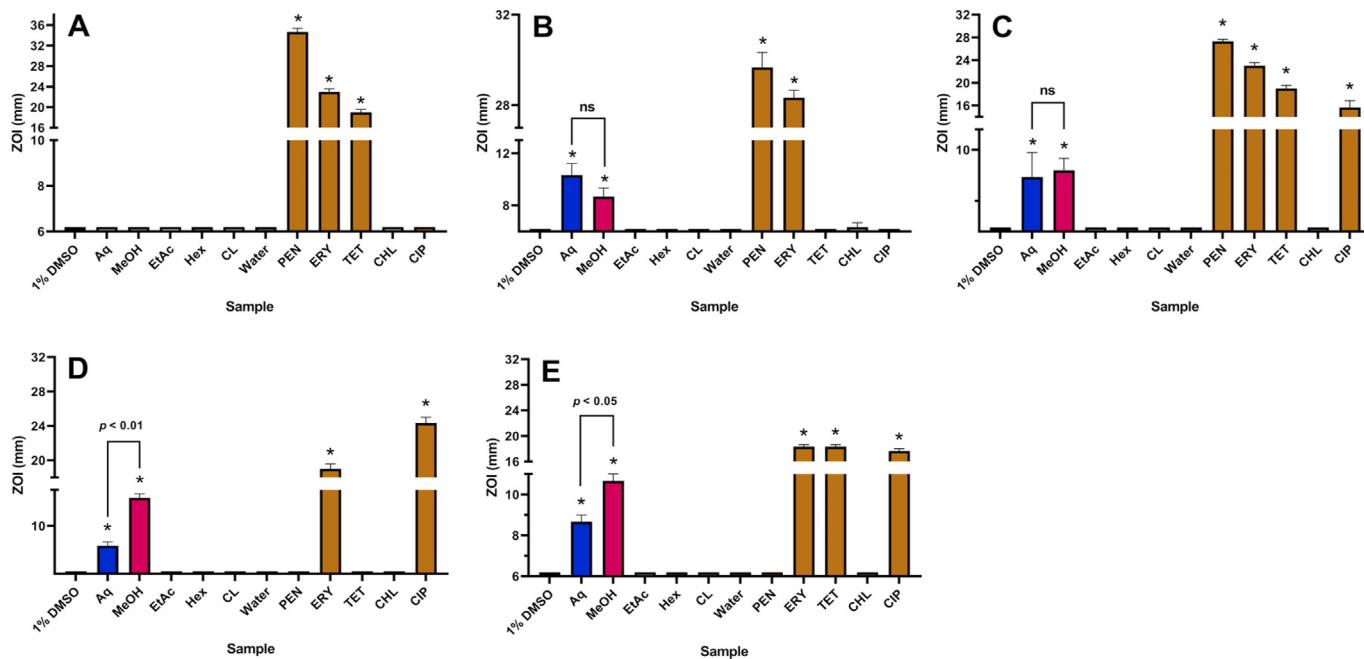 A
ZOI (mm)
36
32
28
24
20
16
10
8
6
*
*
*
1% DMSO Aq MeOH EtAc Hex CL Water PEN ERY TET CHL CIP
Sample
B
ZOI (mm)
32
28
12
8
ns
*
*
*
*
1% DMSO Aq MeOH EtAc Hex CL Water PEN ERY TET CHL CIP
Sample
C
ZOI (mm)
32
28
24
20
16
10
ns
*
*
*
*
*
*
1% DMSO Aq MeOH EtAc Hex CL Water PEN ERY TET CHL CIP
Sample
D
ZOI (mm)
32
28
24
20
10
p < 0.01
*
*
*
*
1% DMSO Aq MeOH EtAc Hex CL Water PEN ERY TET CHL CIP
Sample
E
ZOI (mm)
32
28
24
20
16
10
8
6
p < 0.05
*
*
*
*
*
1% DMSO Aq MeOH EtAc Hex CL Water PEN ERY TET CHL CIP
Sample